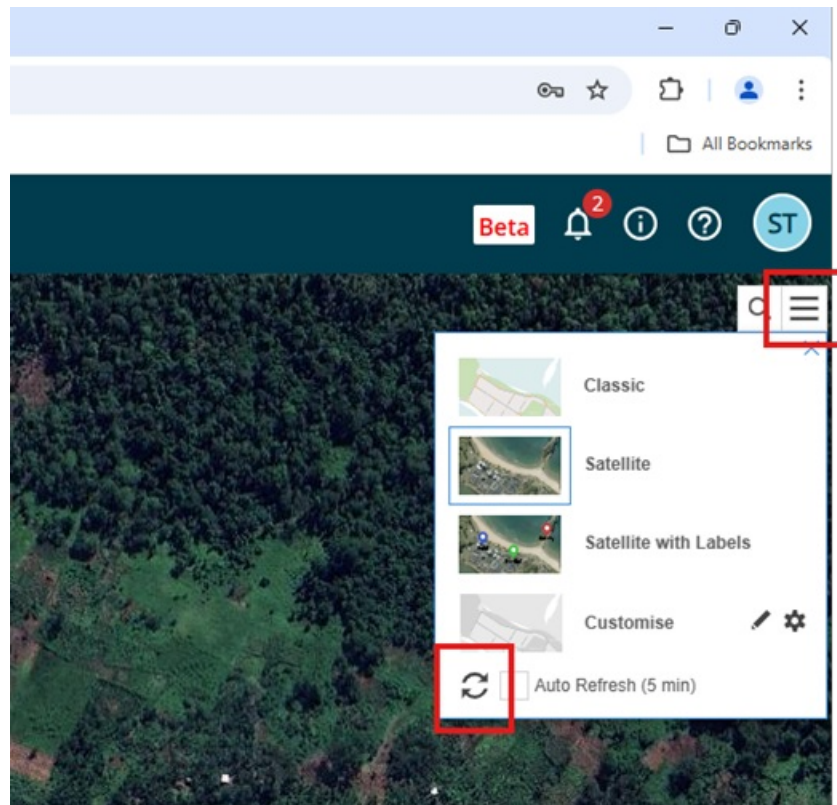 All Bookmarks
Beta
2
ST
Classic
Satellite
Satellite with Labels
Customise
Auto Refresh (5 min)